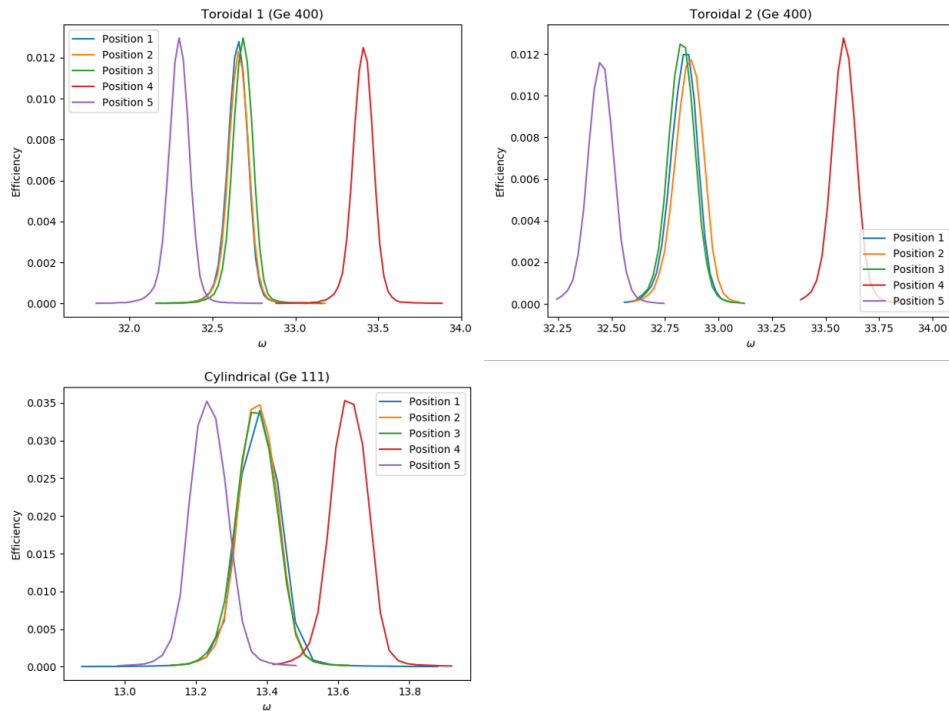 Toroidal 1 (Ge 400)
Efficiency
0.012
0.010
0.008
0.006
0.004
0.002
0.000
Position 1
Position 2
Position 3
Position 4
Position 5
32.0 32.5 33.0 33.5 34.0
ω
Toroidal 2 (Ge 400)
Efficiency
0.012
0.010
0.008
0.006
0.004
0.002
0.000
Position 1
Position 2
Position 3
Position 4
Position 5
32.25 32.50 32.75 33.00 33.25 33.50 33.75 34.00
ω
Cylindrical (Ge 111)
Efficiency
0.035
0.030
0.025
0.020
0.015
0.010
0.005
0.000
Position 1
Position 2
Position 3
Position 4
Position 5
13.0 13.2 13.4 13.6 13.8
ω